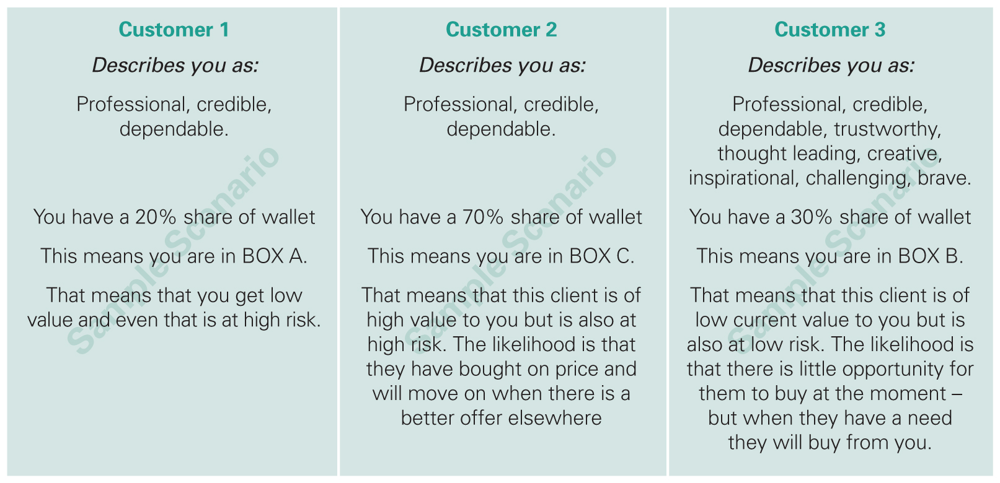 Customer 1
Describes you as:
Professional, credible,
dependable.
You have a 20% share of wallet
This means you are in BOX A.
That means that you get low
value and even that is at high risk.
Sample Scenario
Customer 2
Describes you as:
Professional, credible,
dependable.
You have a 70% share of wallet
This means you are in BOX C.
That means that this client is of
high value to you but is also at
high risk. The likelihood is that
they have bought on price and
will move on when there is a
better offer elsewhere
Sample Scenario
Customer 3
Describes you as:
Professional, credible,
dependable, trustworthy,
thought leading, creative,
inspirational, challenging, brave.
You have a 30% share of wallet
This means you are in BOX B.
That means that this client is of
low current value to you but is
also at low risk. The likelihood is
that there is little opportunity for
them to buy at the moment –
but when they have a need
they will buy from you.
Sample Scenario